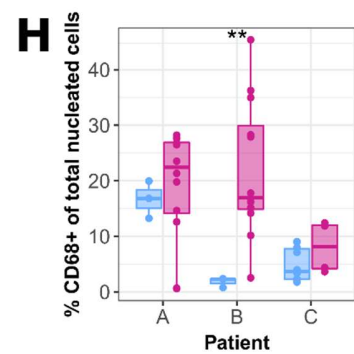 H
% CD68+ of total nucleated cells
**
40
30
20
10
0
A B C
Patient